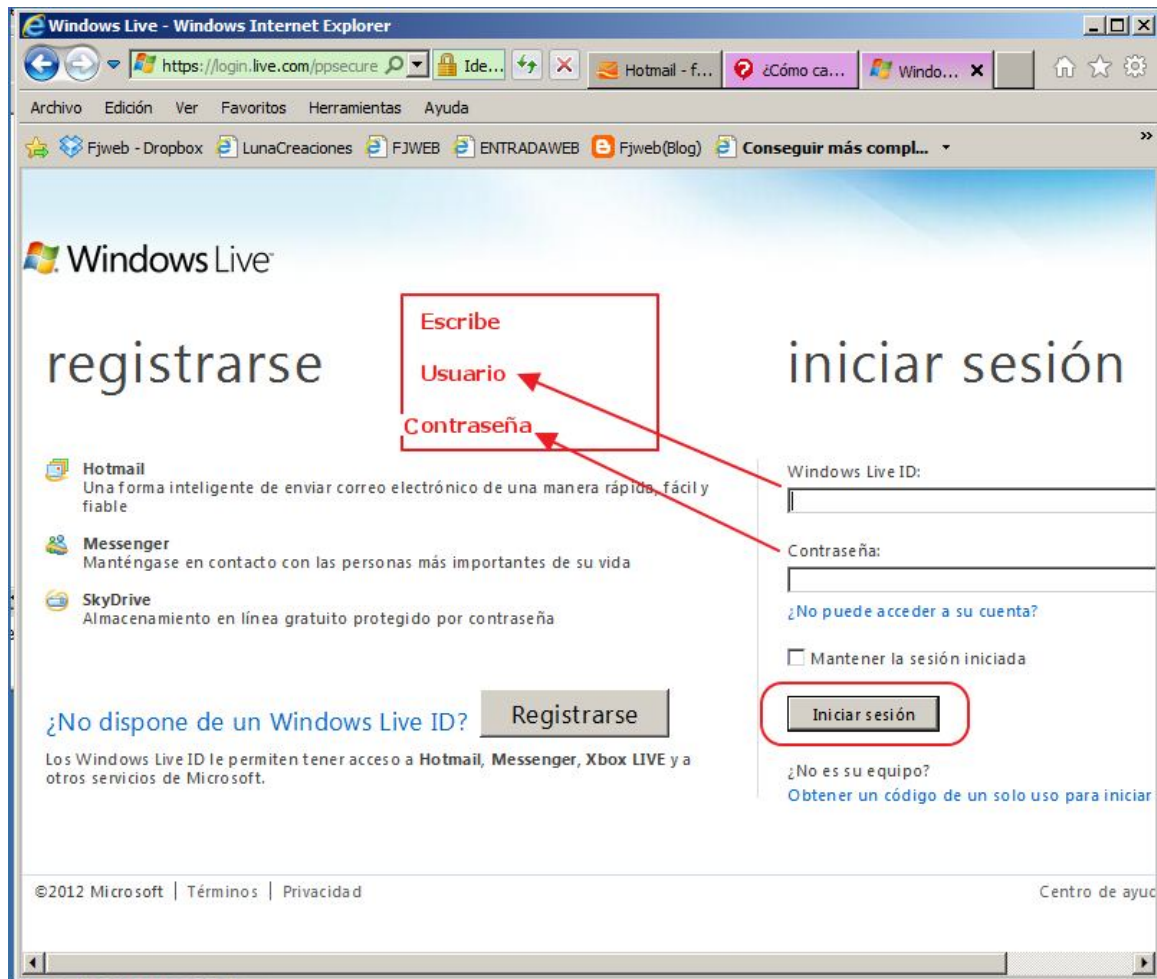 Windows Live - Windows Internet Explorer
https://login.live.com/ppsecure
Ide...
Hotmail - f...
¿Cómo ca...
Windo...
Archivo Edición Ver Favoritos Herramientas Ayuda
Fjweb - Dropbox LunaCreaciones FJWEB ENTRADAWEB Fjweb(Blog) Conseguir más compl... »
Windows Live
registrarse
Escribe
Usuario
Contraseña
iniciar sesión
Hotmail
Una forma inteligente de enviar correo electrónico de una manera rápida, fácil y
fiable
Messenger
Manténgase en contacto con las personas más importantes de su vida
SkyDrive
Almacenamiento en línea gratuito protegido por contraseña
¿No dispone de un Windows Live ID? Registrarse
Los Windows Live ID le permiten tener acceso a Hotmail, Messenger, Xbox LIVE y a
otros servicios de Microsoft.
Windows Live ID:
Contraseña:
¿No puede acceder a su cuenta?
Mantener la sesión iniciada
Iniciar sesión
¿No es su equipo?
Obtener un código de un solo uso para iniciar
©2012 Microsoft | Términos | Privacidad
Centro de ayuc